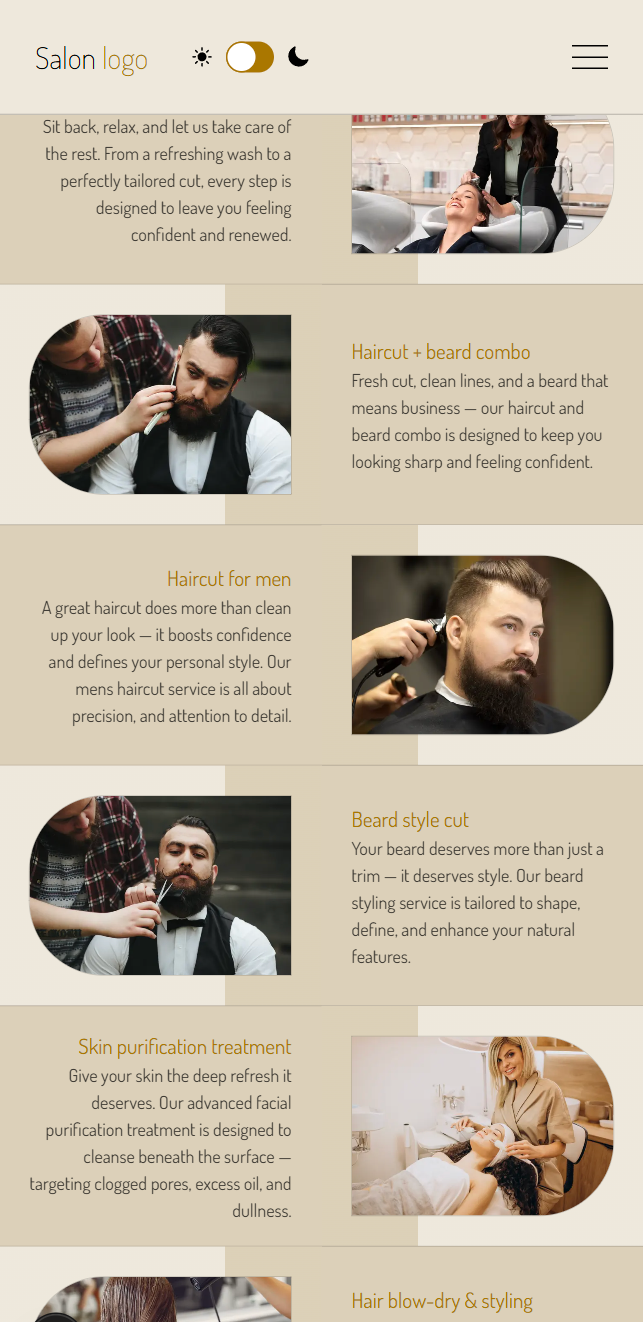 Salon logo
Sit back, relax, and let us take care of
the rest. From a refreshing wash to a
perfectly tailored cut, every step is
designed to leave you feeling
confident and renewed.
Haircut + beard combo
Fresh cut, clean lines, and a beard that
means business — our haircut and
beard combo is designed to keep you
looking sharp and feeling confident.
Haircut for men
A great haircut does more than clean
up your look — it boosts confidence
and defines your personal style. Our
mens haircut service is all about
precision, and attention to detail.
Beard style cut
Your beard deserves more than just a
trim — it deserves style. Our beard
styling service is tailored to shape,
define, and enhance your natural
features.
Skin purification treatment
Give your skin the deep refresh it
deserves. Our advanced facial
purification treatment is designed to
cleanse beneath the surface —
targeting clogged pores, excess oil, and
dullness.
Hair blow-dry & styling